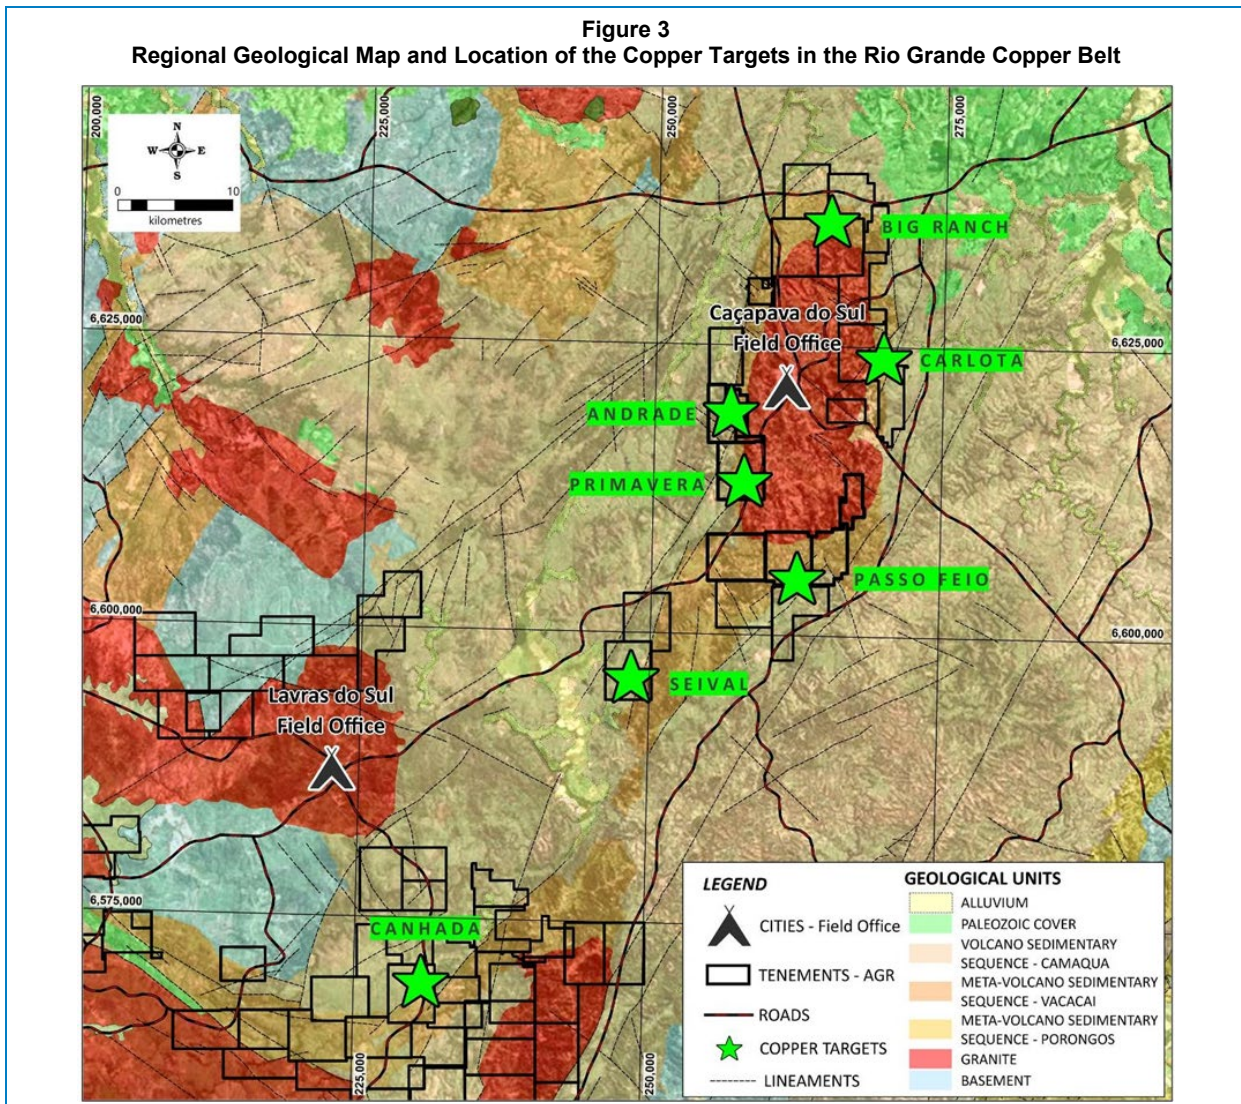 Figure 3
Regional Geological Map and Location of the Copper Targets in the Rio Grande Copper Belt
200,000
225,000
250,000
275,000
N
W E
S
0 10
kilometres
BIG RANCH
Caçapava do Sul
Field Office
6,625,000
6,625,000
CARLOTA
ANDRADE
PRIMAVERA
PASSO FEIO
6,600,000
6,600,000
SEIVAL
Lavras do Sul
Field Office
6,575,000
CANHADA
225,000
250,000
LEGEND
CITIES - Field Office
TENEMENTS - AGR
ROADS
COPPER TARGETS
LINEAMENTS
GEOLOGICAL UNITS
ALLUVIUM
PALEOZOIC COVER
VOLCANO SEDIMENTARY
SEQUENCE - CAMAQUA
META-VOLCANO SEDIMENTARY
SEQUENCE - VACACAI
META-VOLCANO SEDIMENTARY
SEQUENCE - PORONGOS
GRANITE
BASEMENT